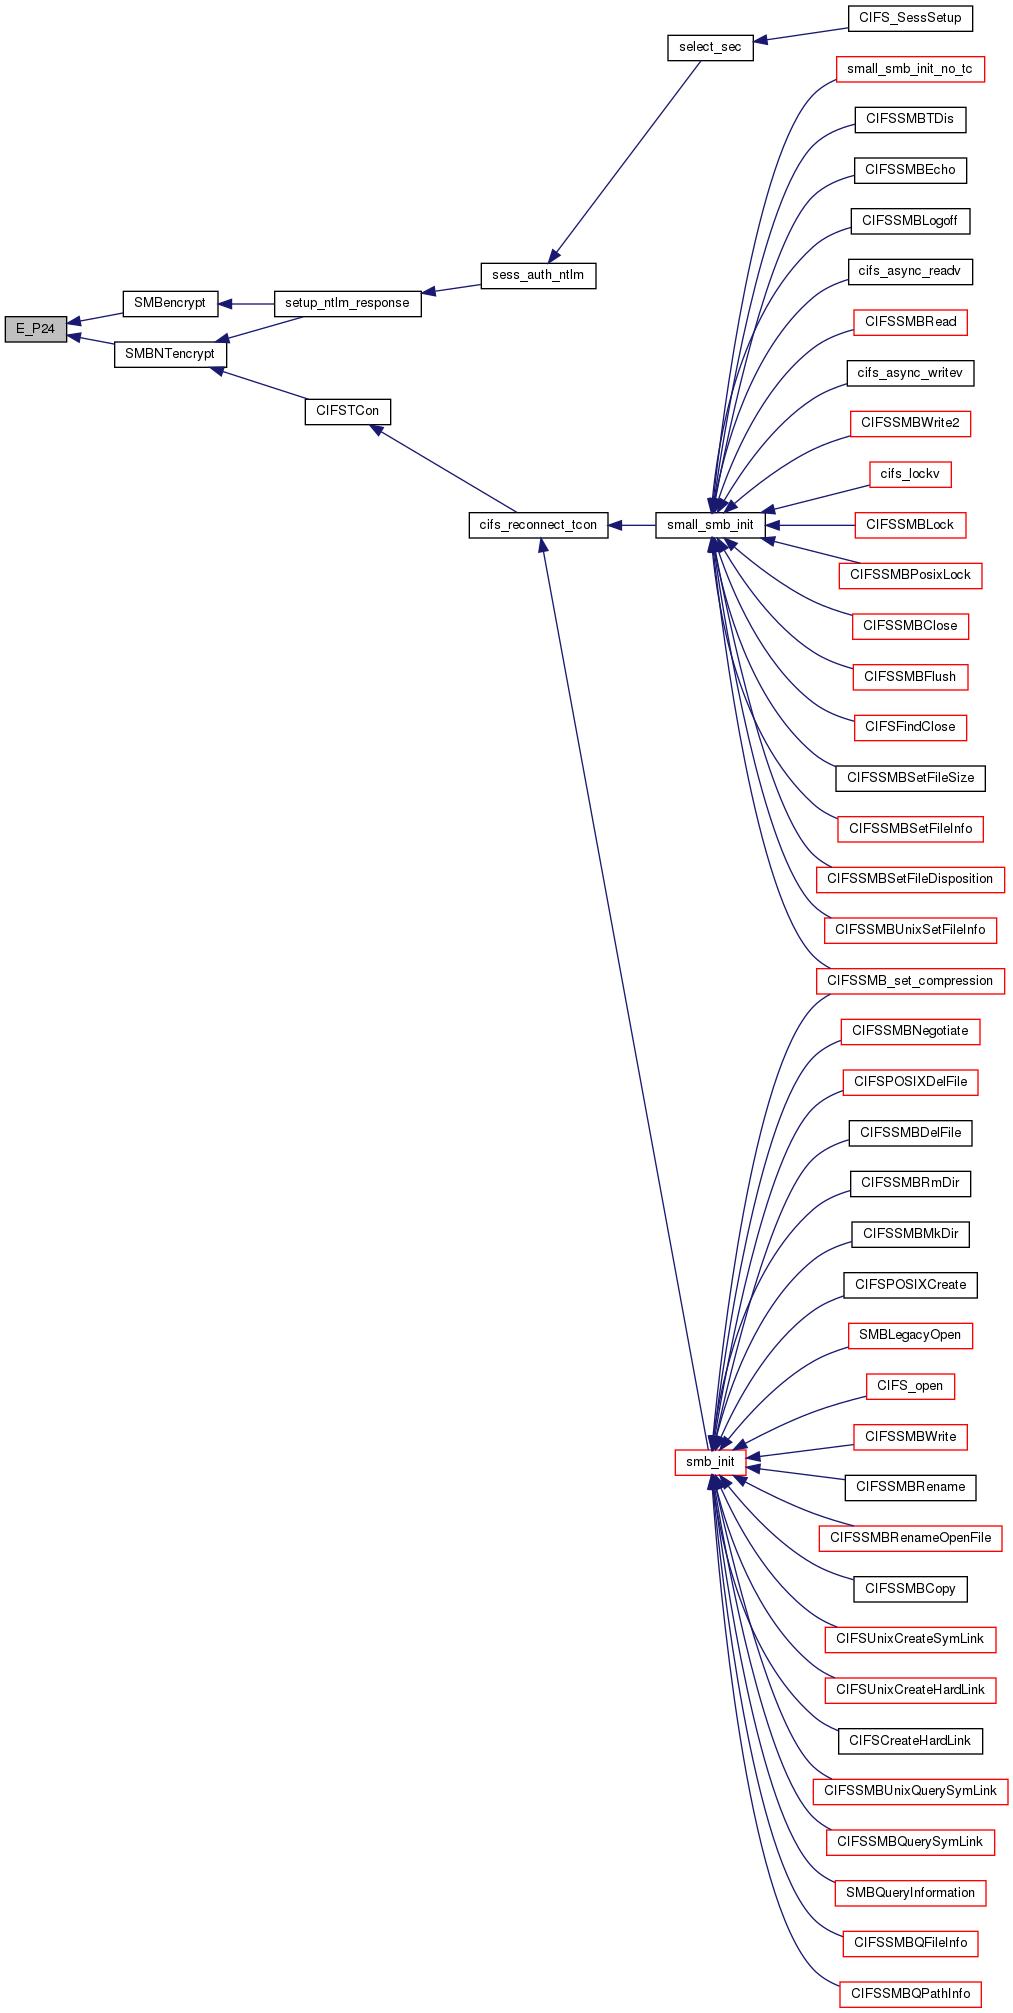 CIFS_SessSetup
select_sec
small_smb_init_no_tc
CIFSSMBTDis
CIFSSMBEcho
CIFSSMBLogoff
cifs_async_readv
sess_auth_ntlm
SMBencrypt
setup_ntlm_response
E_P24
CIFSSMBRead
SMBNTencrypt
cifs_async_writev
CIFSTCon
CIFSSMBWrite2
cifs_lockv
cifs_reconnect_tcon
small_smb_init
CIFSSMBLock
CIFSSMBPosixLock
CIFSSMBClose
CIFSSMBFlush
CIFSFindClose
CIFSSMBSetFileSize
CIFSSMBSetFileInfo
CIFSSMBSetFileDisposition
CIFSSMBUnixSetFileInfo
CIFSSMB_set_compression
CIFSSMBNegotiate
CIFSPOSIXDelFile
CIFSSMBDelFile
CIFSSMBRmDir
CIFSSMBMkDir
CIFSPOSIXCreate
SMBLegacyOpen
CIFS_open
CIFSSMBWrite
smb_init
CIFSSMBRename
CIFSSMBRenameOpenFile
CIFSSMBCopy
CIFSUnixCreateSymLink
CIFSUnixCreateHardLink
CIFSCreateHardLink
CIFSSMBUnixQuerySymLink
CIFSSMBQuerySymLink
SMBQueryInformation
CIFSSMBQFileInfo
CIFSSMBQPathInfo